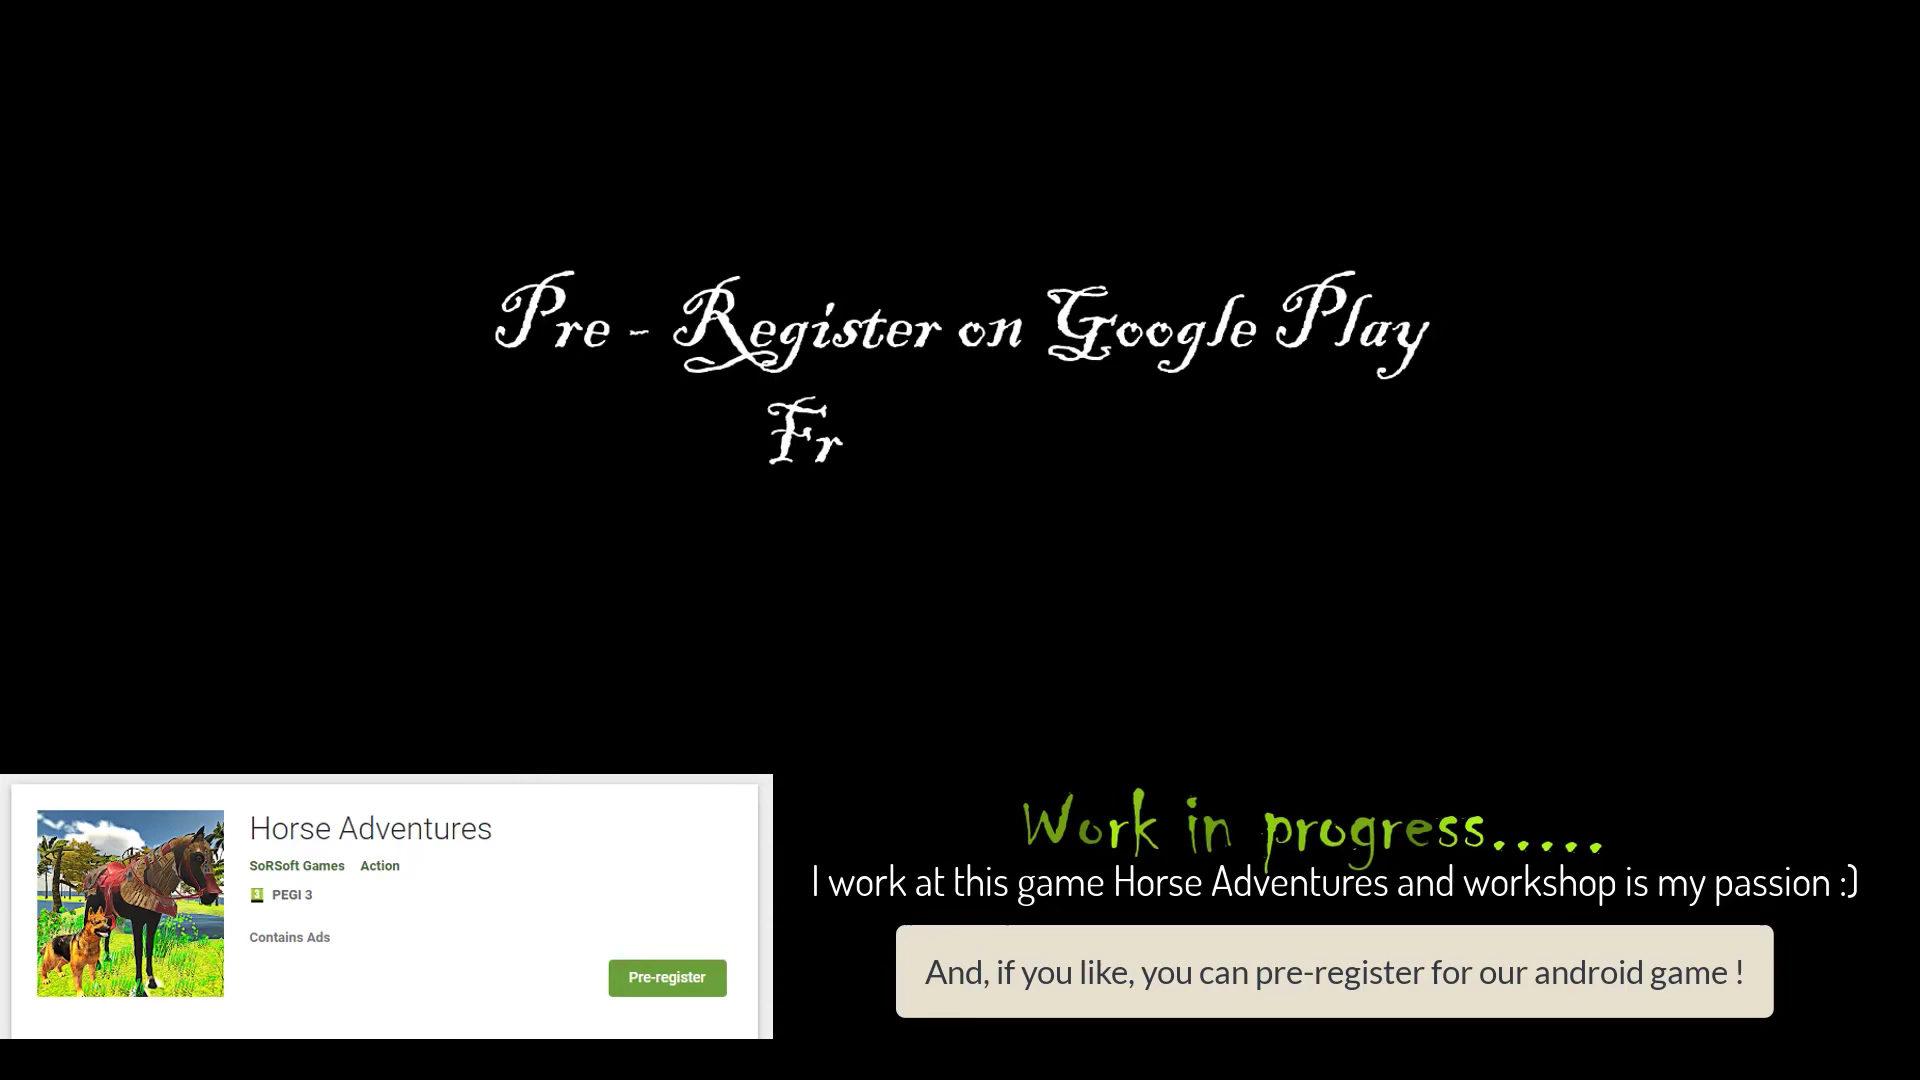 Pre - Register on Google Play
Fr
Horse Adventures
SoRSoft Games Action
3 PEGI 3
Contains Ads
Pre-register
Work in progress.....
I work at this game Horse Adventures and workshop is my passion :)
And, if you like, you can pre-register for our android game !